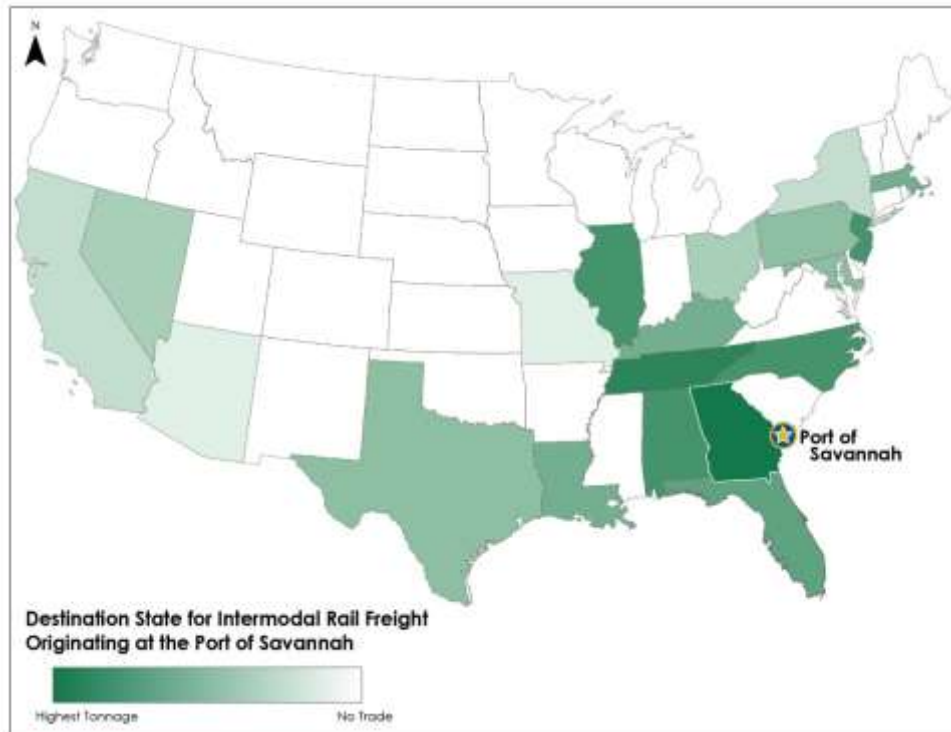 N
Port of
Savannah
Destination State for Intermodal Rail Freight
Originating at the Port of Savannah
Highest Tonnage
No Trade